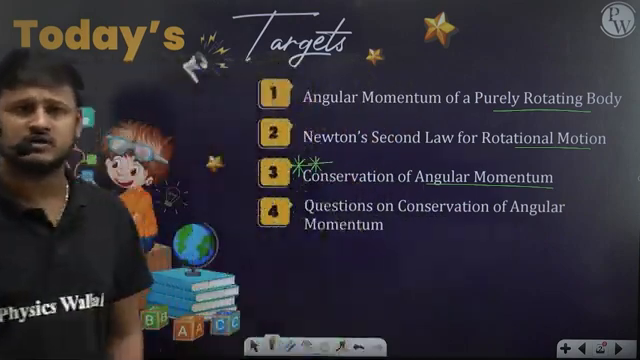 Today's Targets
PW
1 Angular Momentum of a Purely Rotating Body
2 Newton's Second Law for Rotational Motion
3 Conservation of Angular Momentum
4 Questions on Conservation of Angular
Momentum
Physics Wallah
B A C C